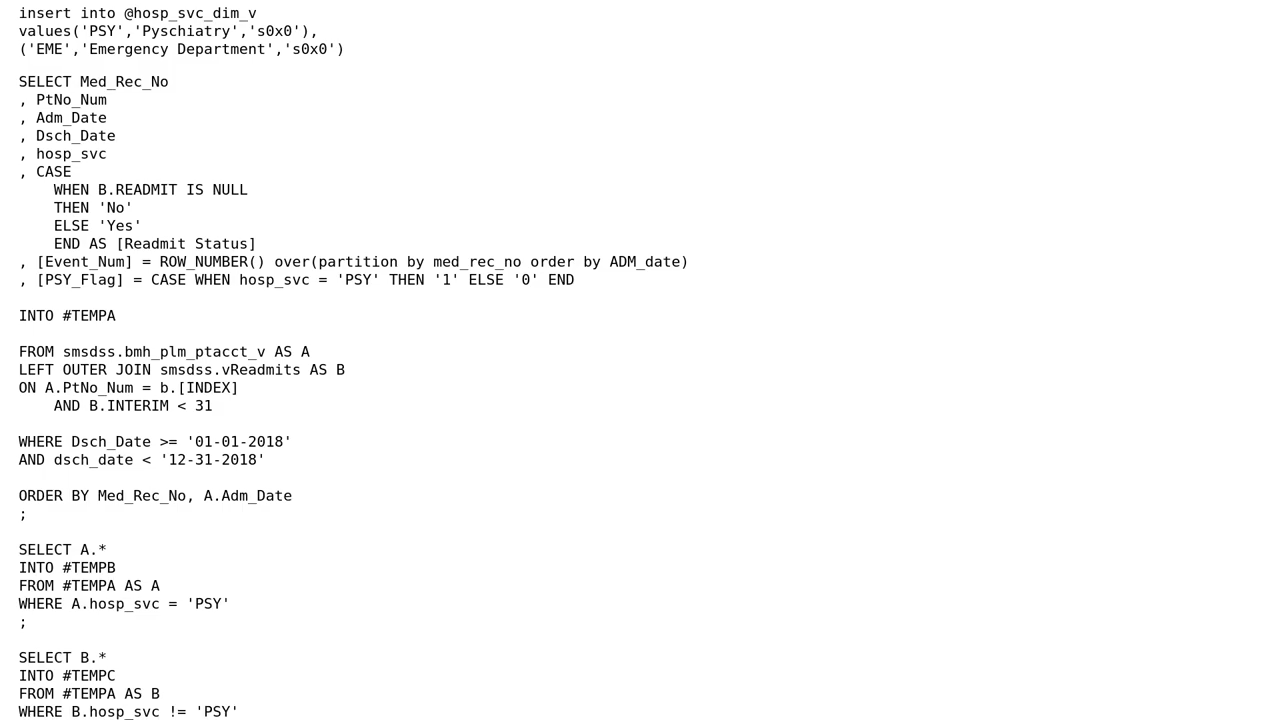 insert into @hosp_svc_dim_v
values('PSY','Pyschiatry','s0x0'),
('EME','Emergency Department','s0x0')
SELECT Med_Rec_No
, PtNo_Num
, Adm_Date
, Dsch_Date
, hosp_svc
, CASE
    WHEN B.READMIT IS NULL
    THEN 'No'
    ELSE 'Yes'
    END AS [Readmit Status]
, [Event_Num] = ROW_NUMBER() over(partition by med_rec_no order by ADM_date)
, [PSY_Flag] = CASE WHEN hosp_svc = 'PSY' THEN '1' ELSE '0' END
INTO #TEMPA
FROM smsdss.bmh_plm_ptacct_v AS A
LEFT OUTER JOIN smsdss.vReadmits AS B
ON A.PtNo_Num = b.[INDEX]
    AND B.INTERIM < 31
WHERE Dsch_Date >= '01-01-2018'
AND dsch_date < '12-31-2018'
ORDER BY Med_Rec_No, A.Adm_Date
;
SELECT A.*
INTO #TEMPB
FROM #TEMPA AS A
WHERE A.hosp_svc = 'PSY'
;
SELECT B.*
INTO #TEMPC
FROM #TEMPA AS B
WHERE B.hosp_svc != 'PSY'